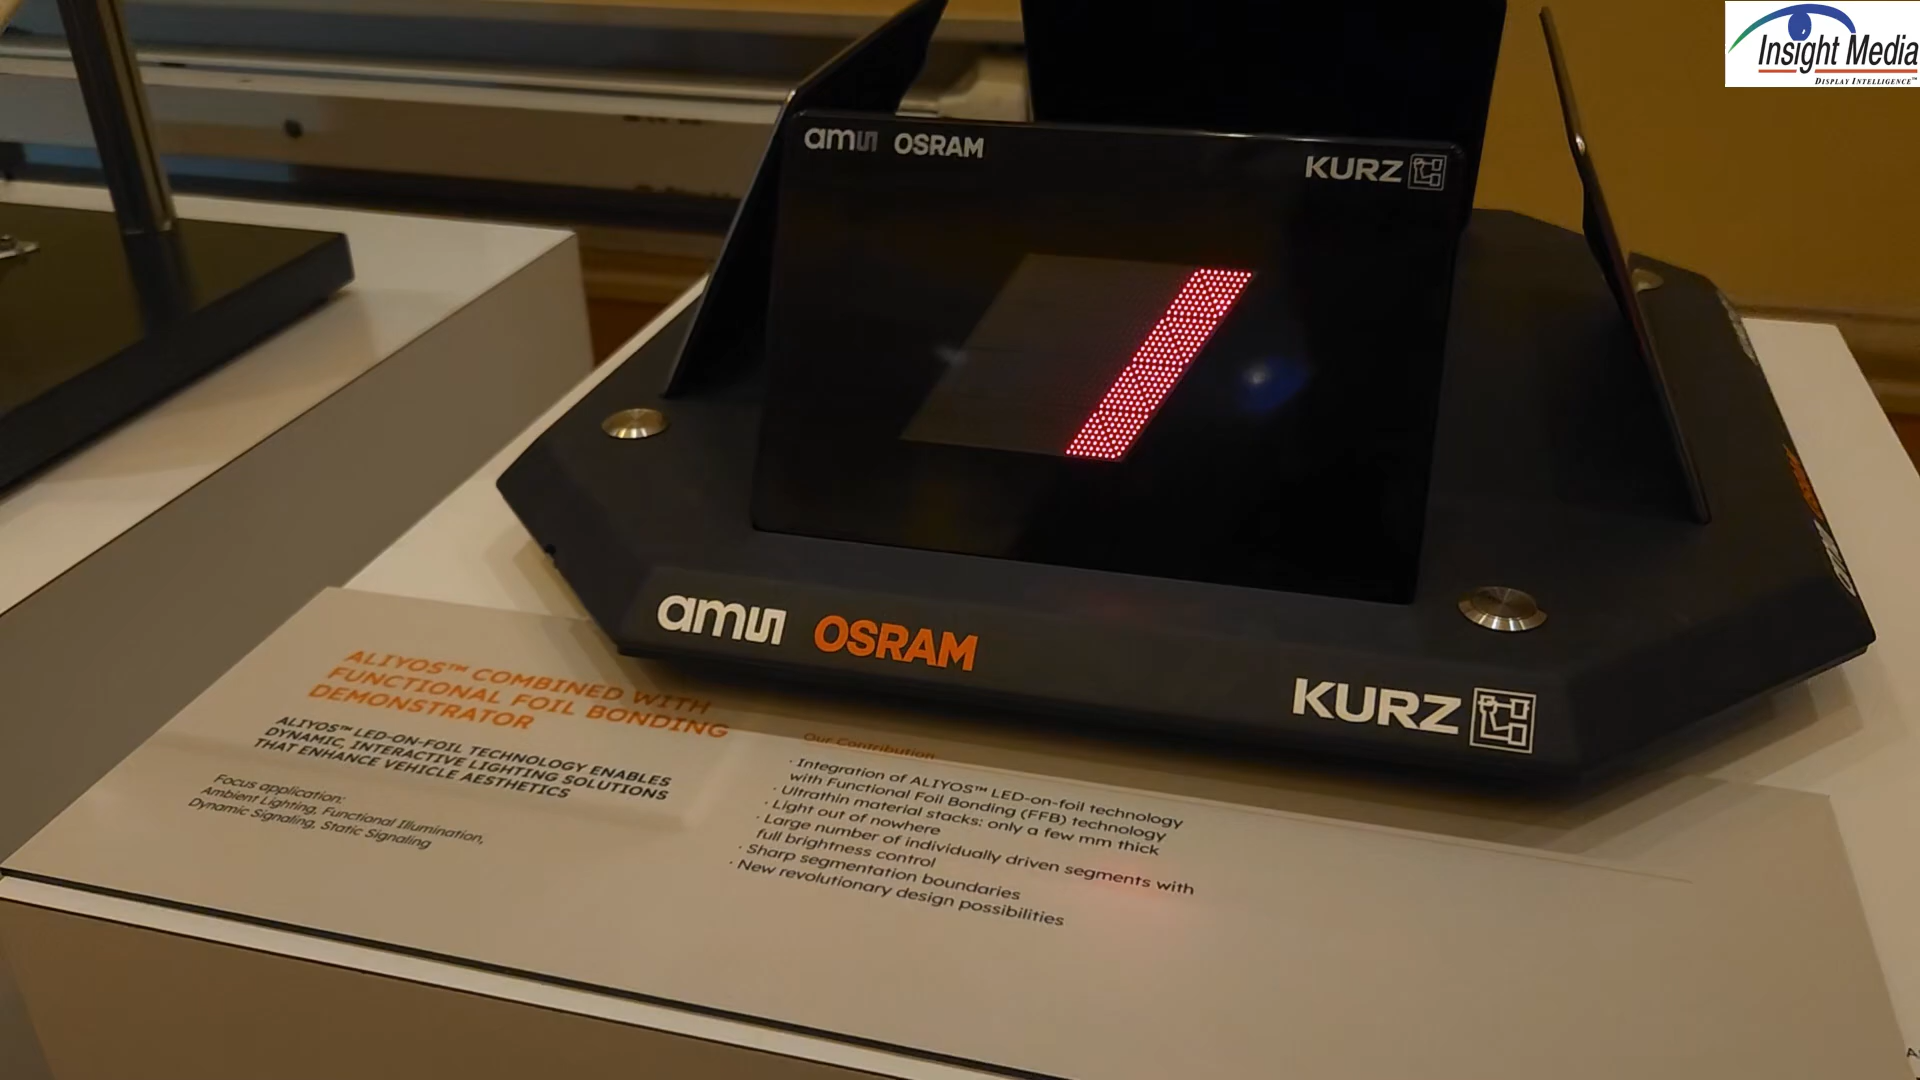 Insight Media
DISPLAY INTELLIGENCE™
am OSRAM
KURZ
am OSRAM
KURZ
ALIYOS™ COMBINED WITH
FUNCTIONAL FOIL BONDING
DEMONSTRATOR
ALIYOS™ LED-ON-FOIL TECHNOLOGY ENABLES
DYNAMIC, INTERACTIVE LIGHTING SOLUTIONS
THAT ENHANCE VEHICLE AESTHETICS
Focus application:
Ambient Lighting, Functional Illumination,
Dynamic Signaling, Static Signaling
Our Contribution
· Integration of ALIYOS™ LED-on-foil technology
with Functional Foil Bonding (FFB) technology
· Ultrathin material stacks: only a few mm thick
· Light out of nowhere
· Large number of individually driven segments with
full brightness control
· Sharp segmentation boundaries
· New revolutionary design possibilities